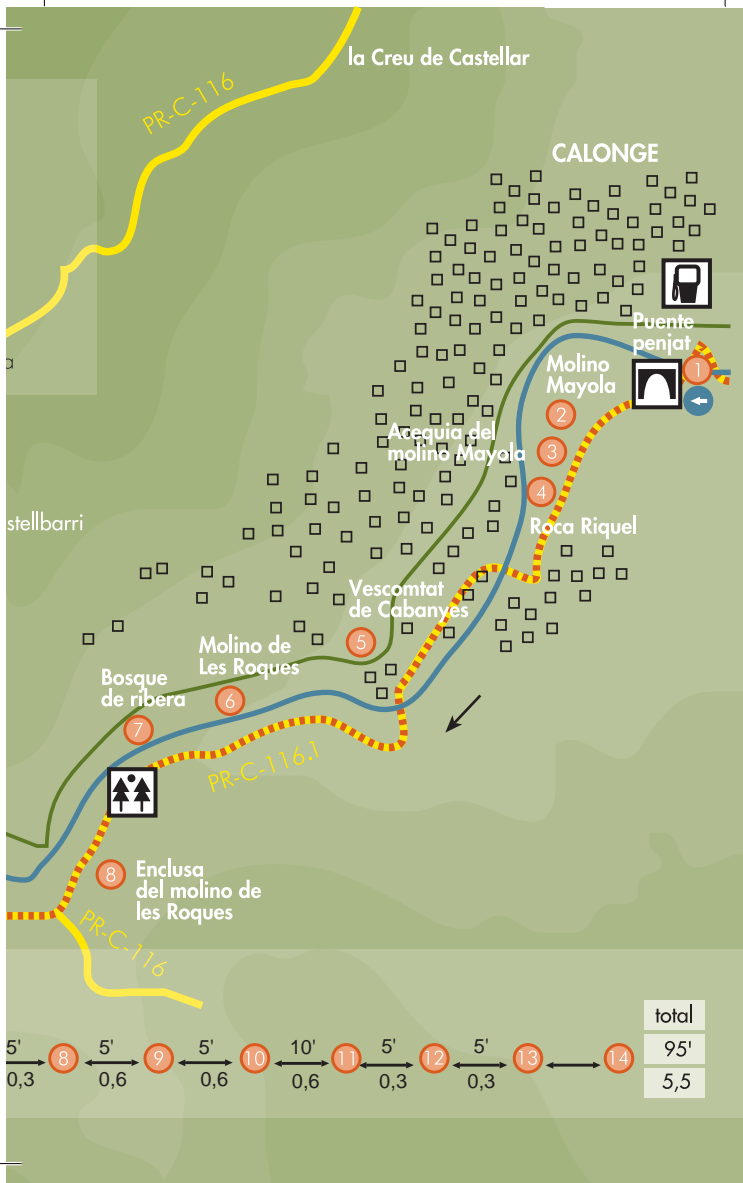 la Creu de Castellar
PR-C-116
CALONGE
Puente
penjat
1
Molino
Mayola
2
Acequia del
molino Mayola
3
4
stellbarri
Roca Riquel
Vescomtat
de Cabanyes
5
Molino de
Les Roques
6
Bosque
de ribera
7
PR-C-116.1
8
Enclusa
del molino de
les Roques
PR-C-116
total
5' 8 5' 9 5' 10 10' 11 5' 12 5' 13 14 95'
0,3 0,6 0,6 0,6 0,3 0,3 5,5